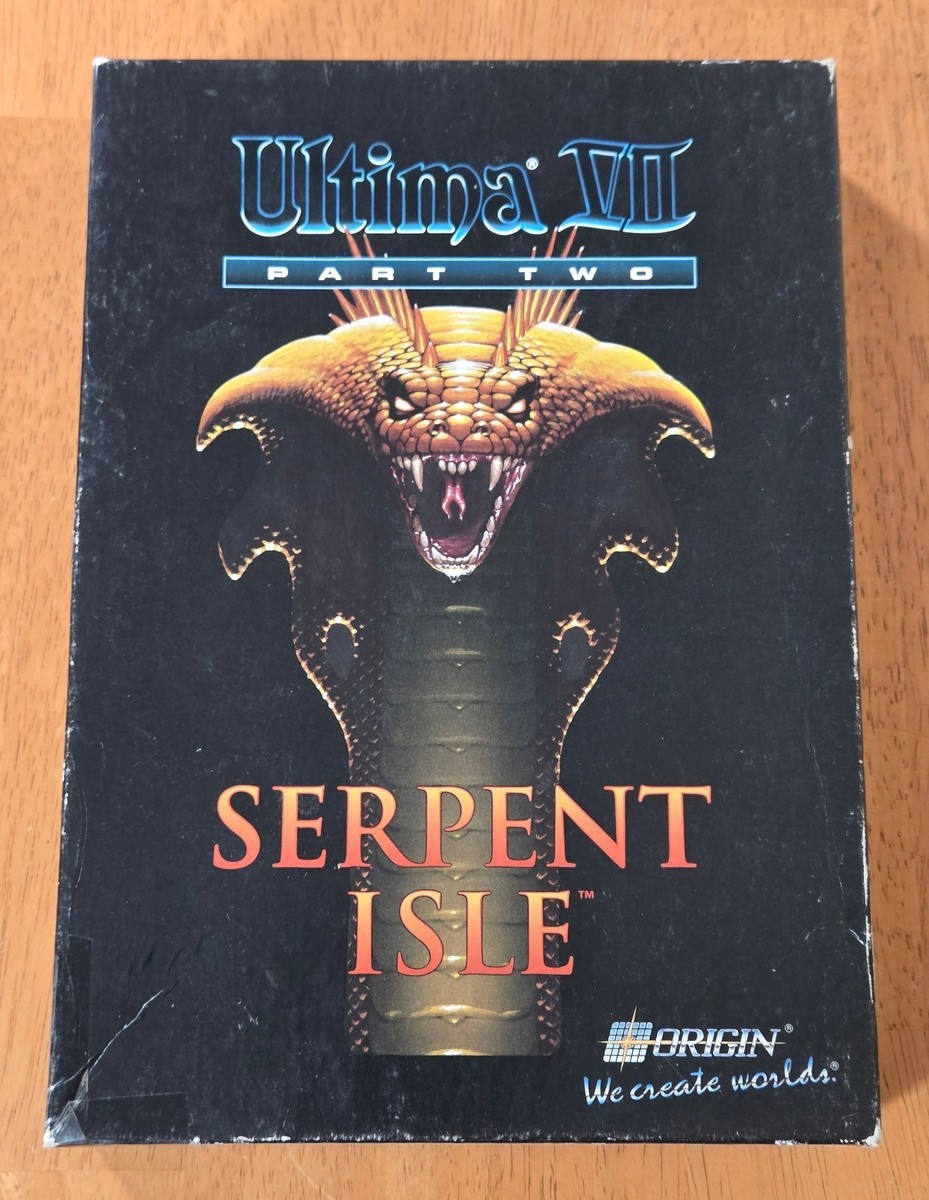 Ultima® VII
PART TWO
SERPENT
ISLE™
ORIGIN®
We create worlds.®